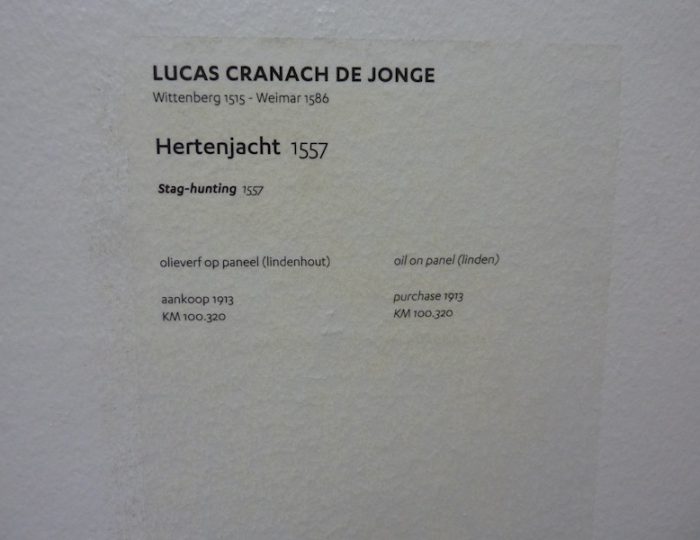 LUCAS CRANACH DE JONGE
Wittenberg 1515 - Weimar 1586
Hertenjacht 1557
Stag-hunting 1557
olieverf op paneel (lindenhout)
oil on panel (linden)
aankoop 1913
KM 100.320
purchase 1913
KM 100.320